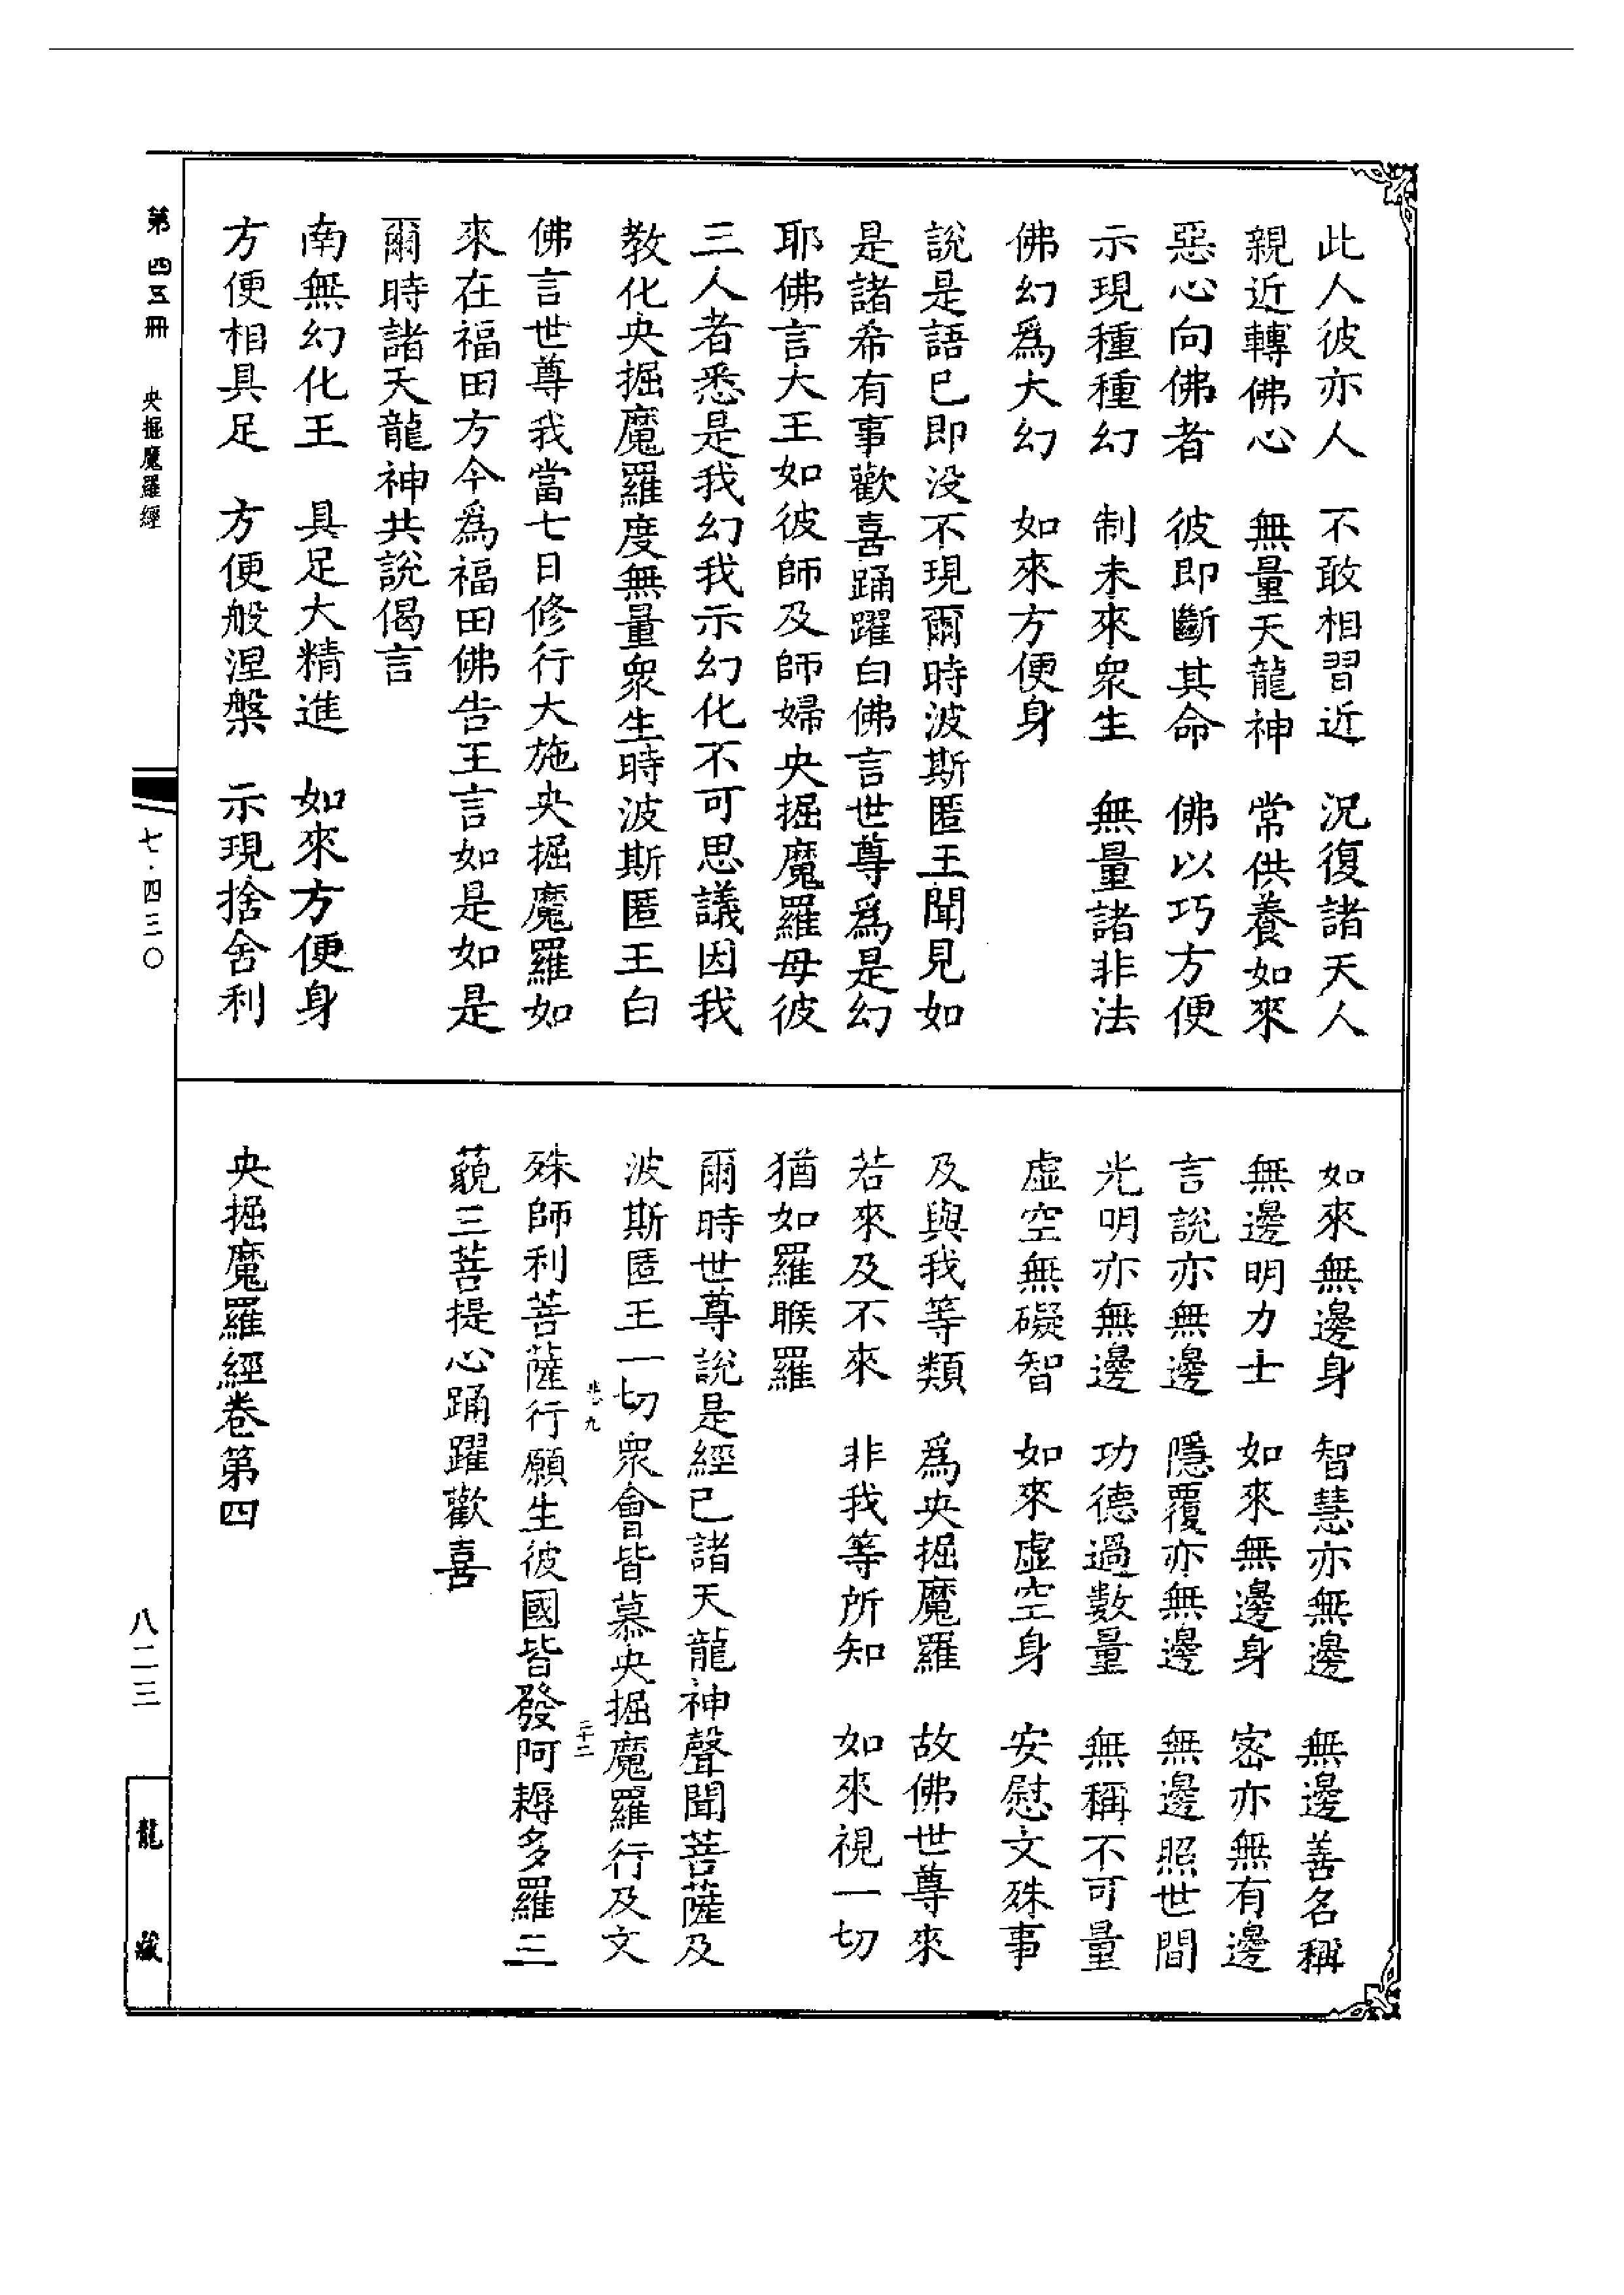 此人彼亦人　不敢相習近　況復諸天人
親近轉佛心　無量天龍神　常供養如來
惡心向佛者　彼即斷其命　佛以巧方便
示現種種幻　制未來衆生　無量諸非法
佛幻爲大幻　如來方便身
說是語已即没不現爾時波斯匿王聞見如
是諸希有事歡喜踊躍白佛言世尊爲是幻
耶佛言大王如彼師及師婦央掘魔羅母彼
三人者悉是我幻我示幻化不可思議因我
教化央掘魔羅度無量衆生時波斯匿王白
佛言世尊我當七日修行大施央掘魔羅如
來在福田方今爲福田佛告王言如是如是
爾時諸天龍神共說偈言
南無幻化王　具足大精進　如來方便身
方便相具足　方便般涅槃　示現捨舍利
如來無邊身　智慧亦無邊　無邊善名稱
無邊明力士　如來無邊身　密亦無有邊
言說亦無邊　隱覆亦無邊　無邊照世間
光明亦無邊　功德過數量　無稱不可量
虛空無礙智　如來虛空身　安慰文殊事
及與我等類　爲央掘魔羅　故佛世尊來
若來及不來　非我等所知　如來視一切
猶如羅睺羅
爾時世尊說是經已諸天龍神聲聞菩薩及
波斯匿王一切衆會皆慕央掘魔羅行及文
殊師利菩薩行願生彼國皆發阿耨多羅三
藐三菩提心踊躍歡喜
央掘魔羅經卷第四
第四五冊　央掘魔羅經
七·四三〇
八二三
龍藏
九
二十二